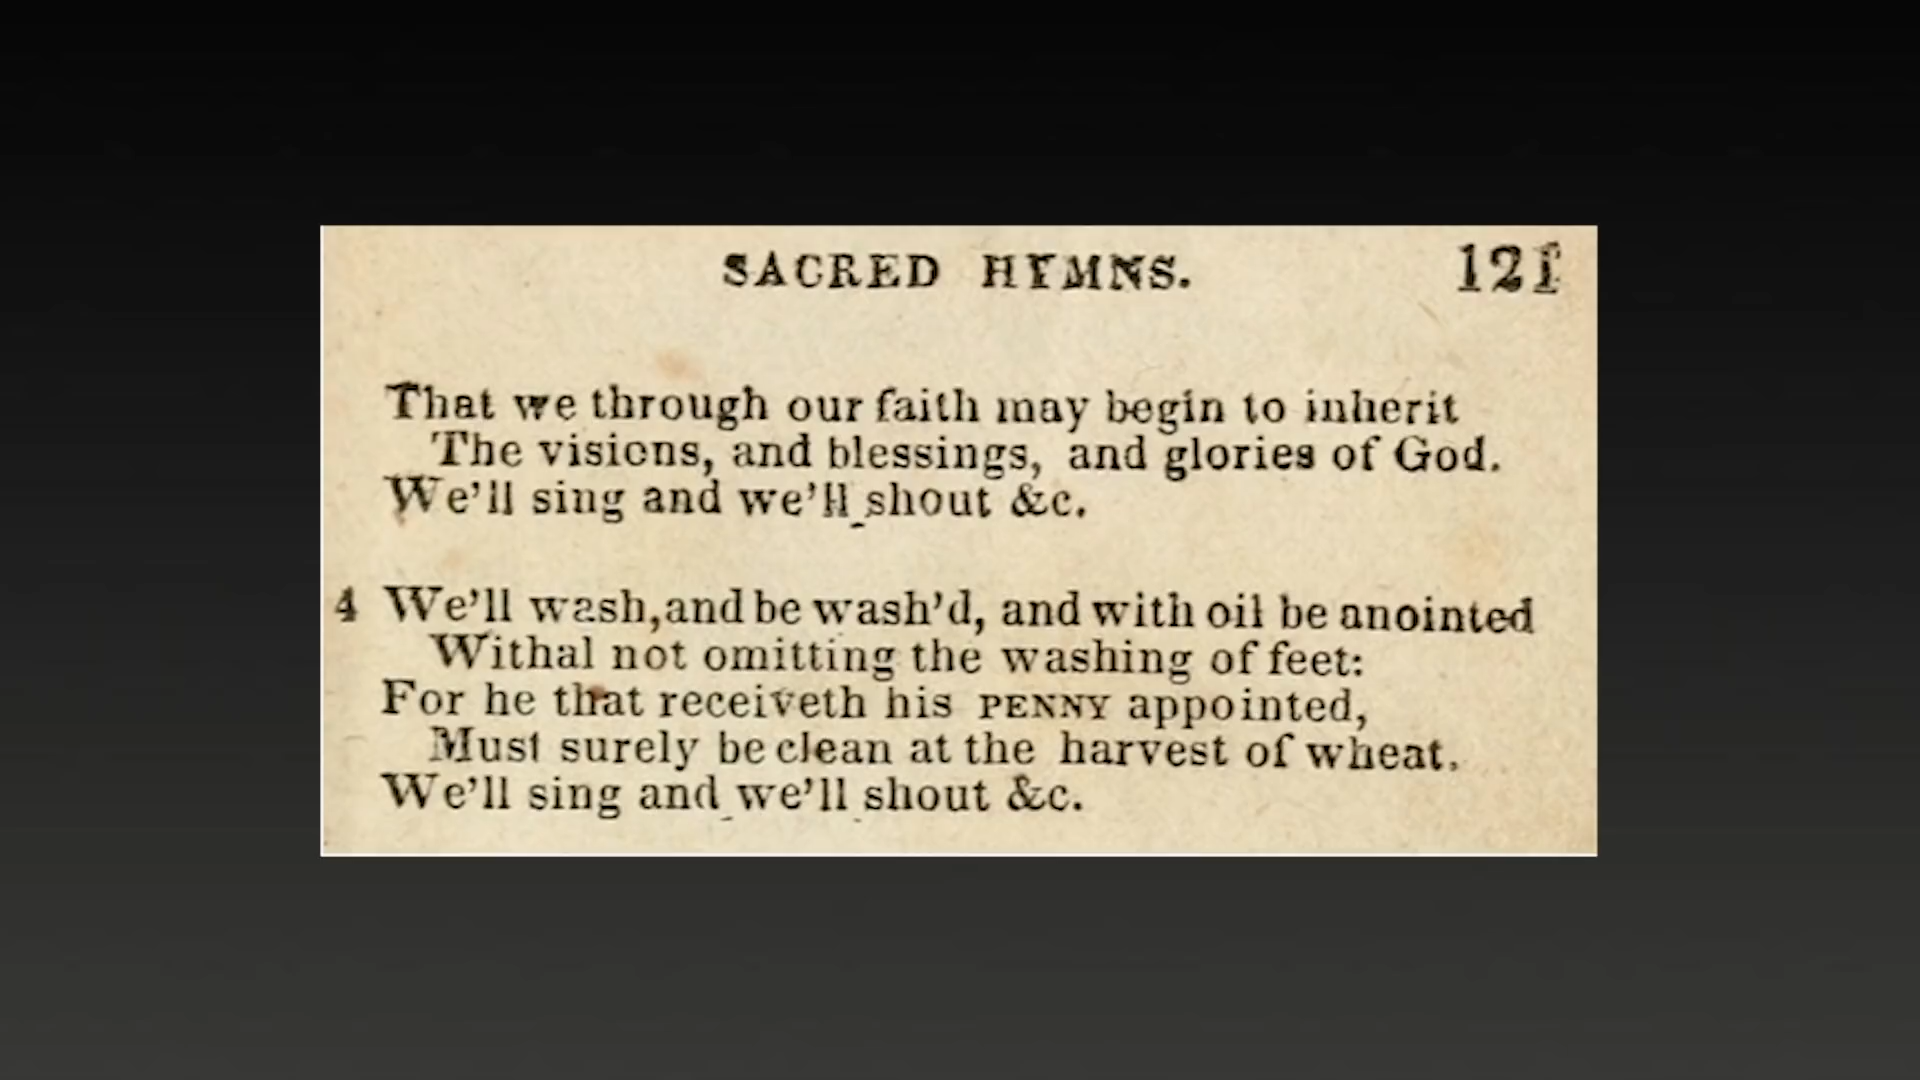 SACRED HYMNS. 121
That we through our faith may begin to inherit
The visions, and blessings, and glories of God.
We'll sing and we'll shout &c.
4 We'll wash, and be wash'd, and with oil be anointed
Withal not omitting the washing of feet:
For he that receiveth his PENNY appointed,
Must surely be clean at the harvest of wheat.
We'll sing and we'll shout &c.